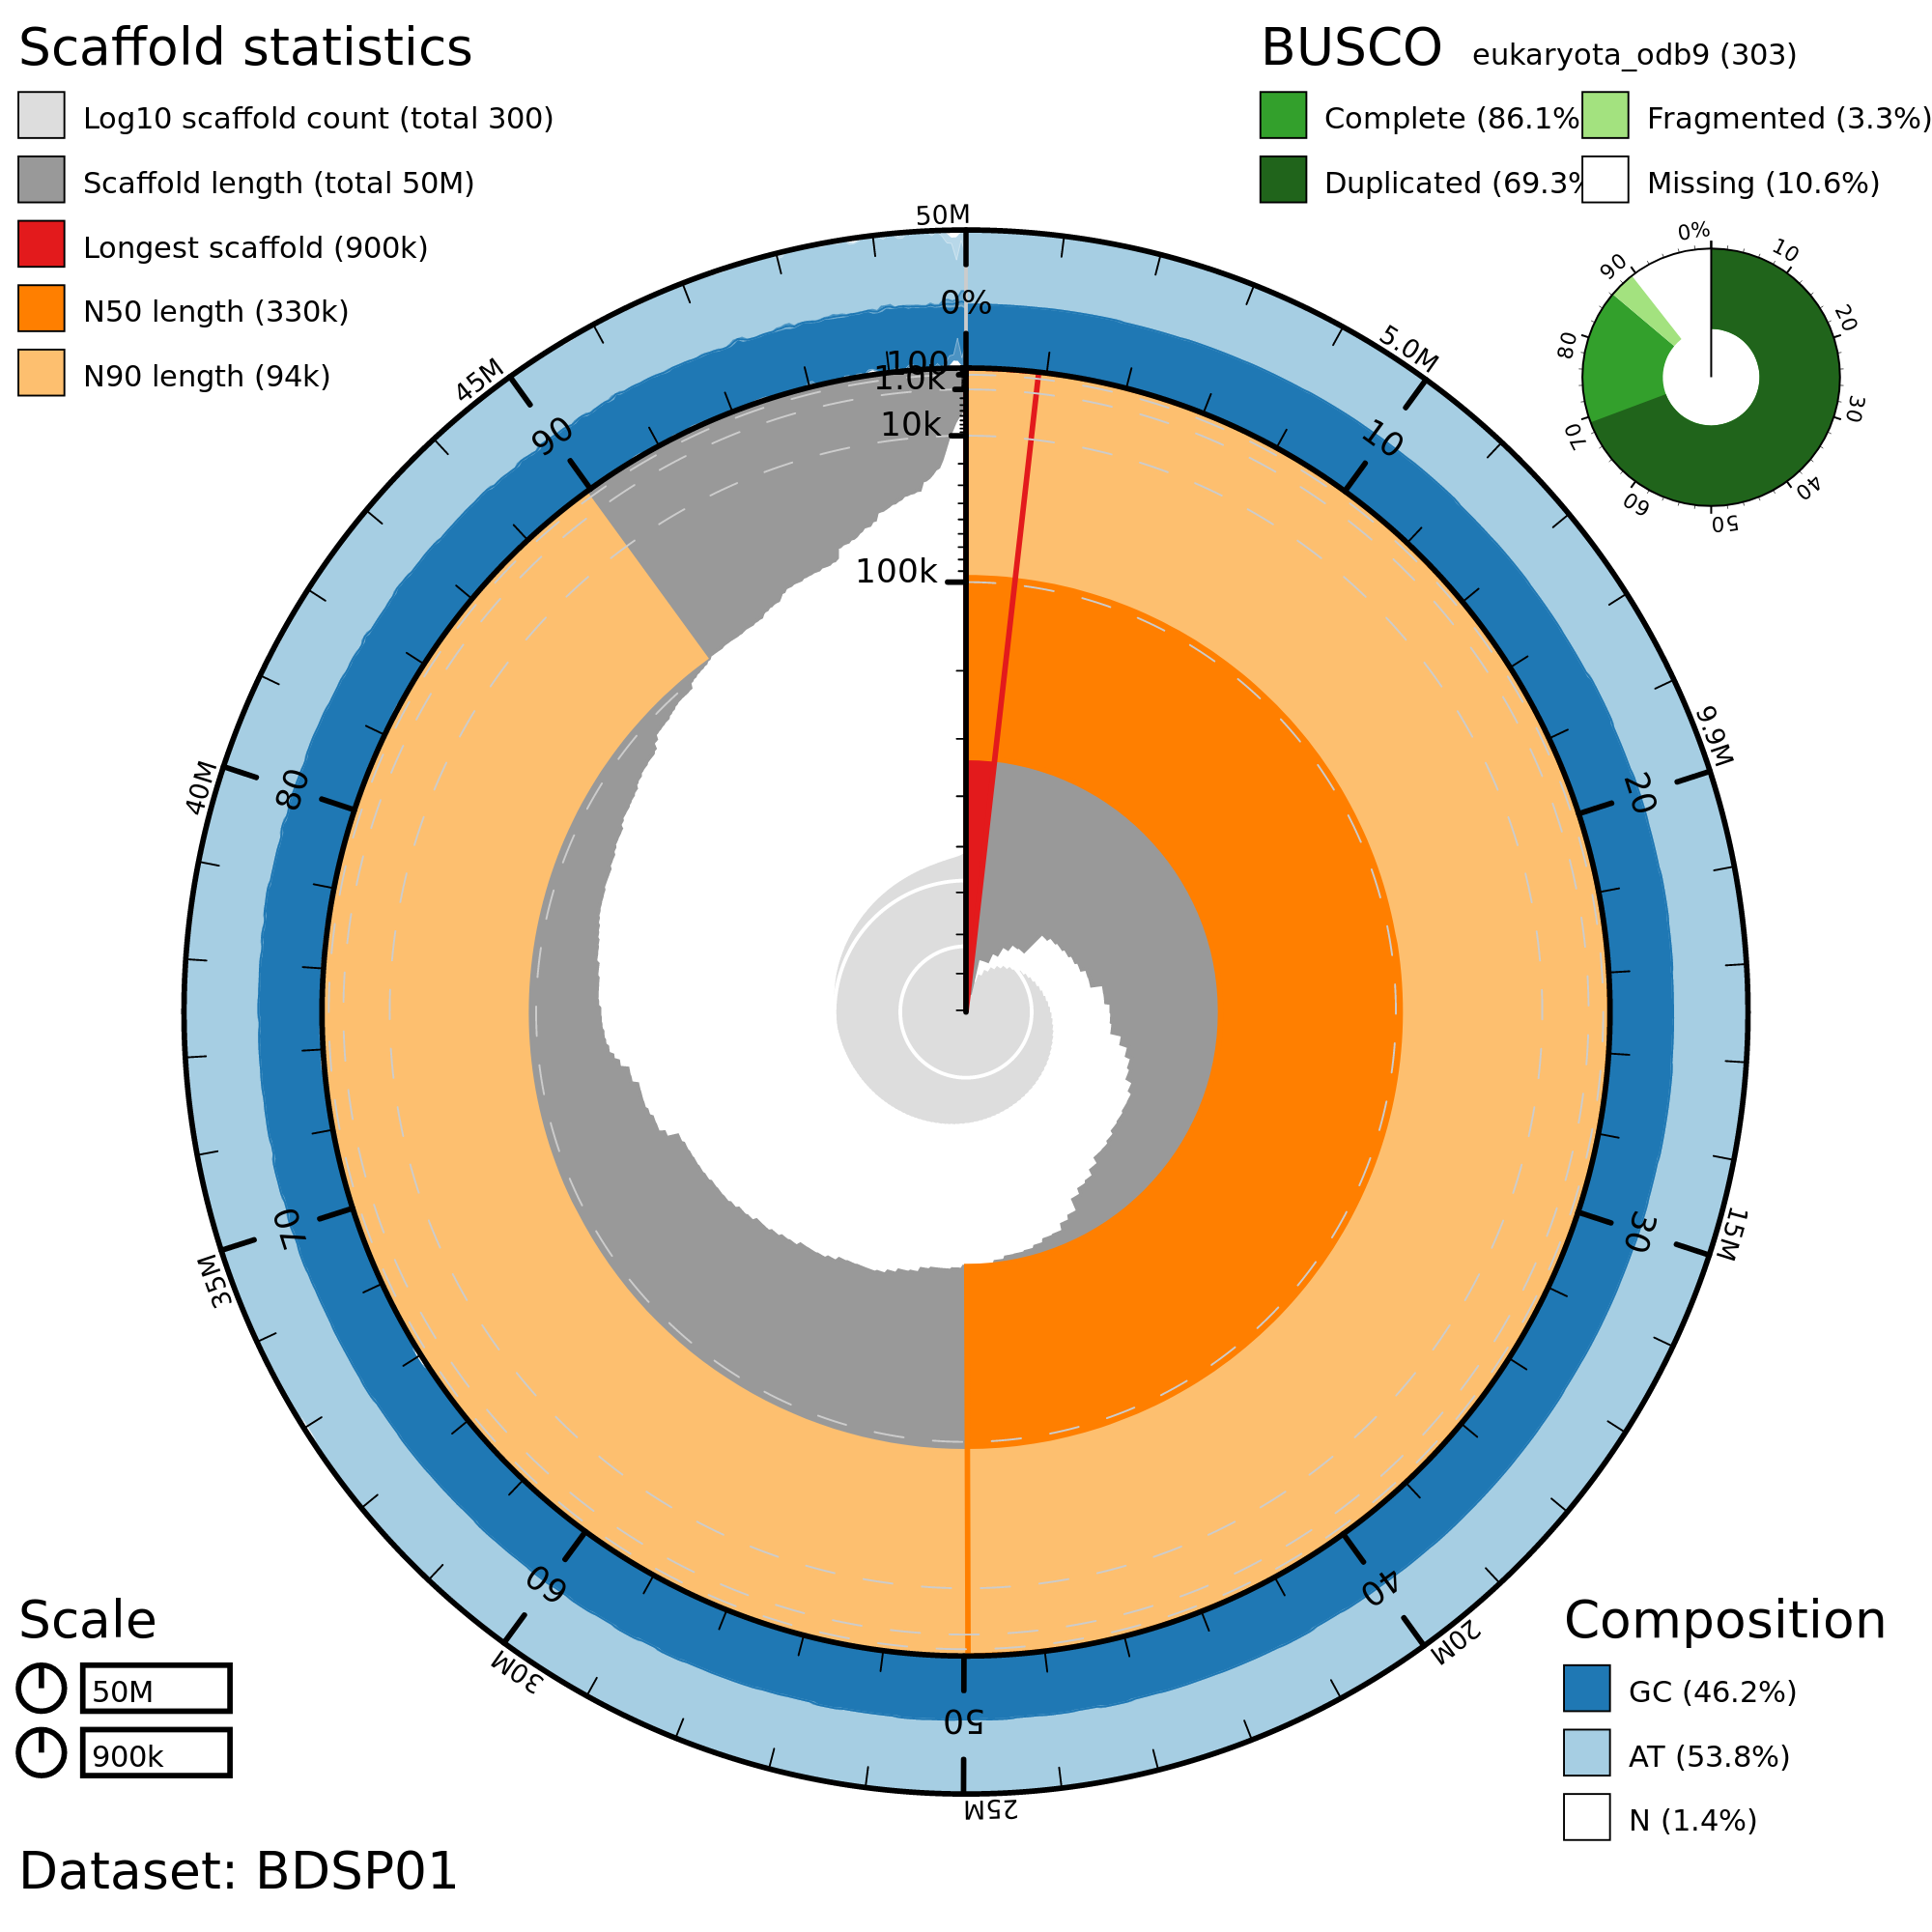 Scaffold statistics
Log10 scaffold count (total 300)
Scaffold length (total 50M)
Longest scaffold (900k)
N50 length (330k)
N90 length (94k)
BUSCO eukaryota_odb9 (303)
Complete (86.1%
Fragmented (3.3%)
Duplicated (69.3%
Missing (10.6%)
0%
10
20
30
40
50
60
70
80
90
50M
5.0M
9.9M
15M
20M
25M
30M
35M
40M
45M
0%
10
20
30
40
50
60
70
80
90
100
1.0k
10k
100k
Scale
50M
900k
Composition
GC (46.2%)
AT (53.8%)
N (1.4%)
Dataset: BDSP01